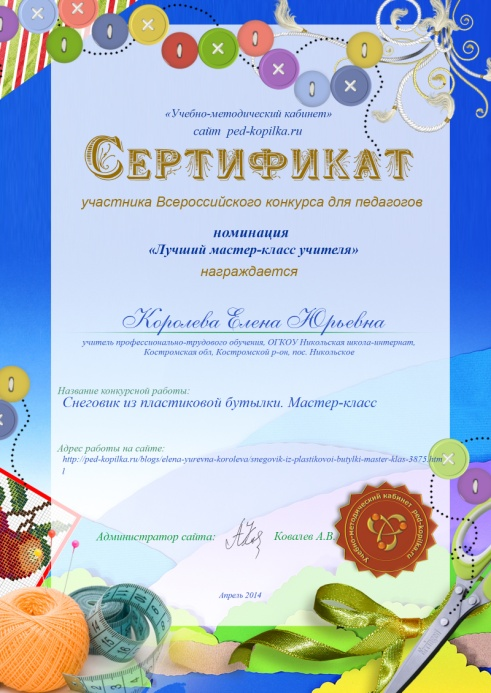 «Учебно-методический кабинет»
сайт ped-kopilka.ru
СЕРТИФИКАТ
участника Всероссийского конкурса для педагогов
номинация
«Лучший мастер-класс учителя»
награждается
Королева Елена Юрьевна
учитель профессионально-трудового обучения, ОГКОУ Никольская школа-интернат,
Костромская обл, Костромской р-он, пос. Никольское
Название конкурсной работы:
Снеговик из пластиковой бутылки. Мастер-класс
Адрес работы на сайте:
http://ped-kopilka.ru/blogs/elena-yurevna-koroleva/snegovik-iz-plastikovoi-butylki-master-klas-3875.htm
l
Администратор сайта: Ковалев А.В.
Учебно-методический кабинет ped-kopilka.ru
Апрель 2014